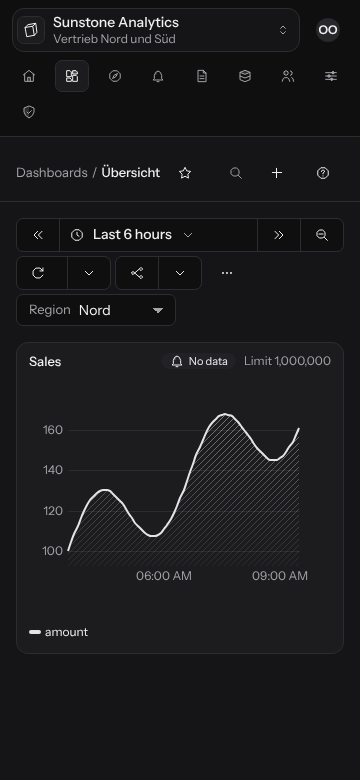 Sunstone Analytics
Vertrieb Nord und Süd
OO
Dashboards / Übersicht
Last 6 hours
Region Nord
Sales No data Limit 1,000,000
160
140
120
100
06:00 AM 09:00 AM
amount